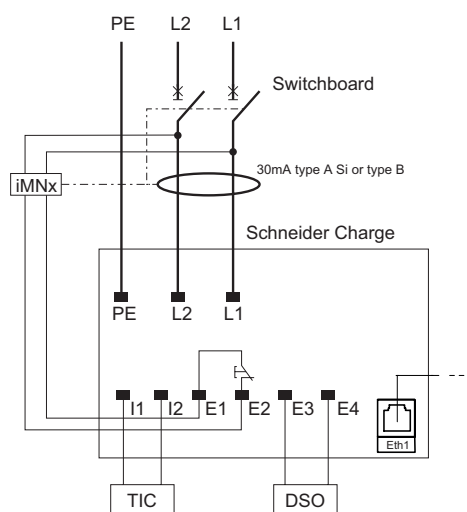 PE L2 L1
Switchboard
30mA type A Si or type B
iMNx
Schneider Charge
PE L2 L1
I1 I2 E1 E2 E3 E4
Eth1
TIC DSO